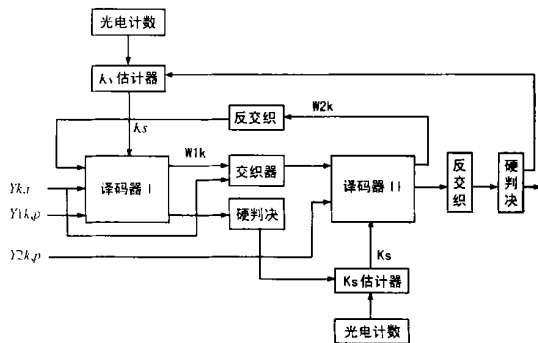 光电计数
Ks估计器
Ks
反交织
W2k
W1k
译码器 I
交织器
译码器 II
反交织
硬判决
Yk,s
Y1k,p
硬判决
Y2k,p
Ks
Ks估计器
光电计数